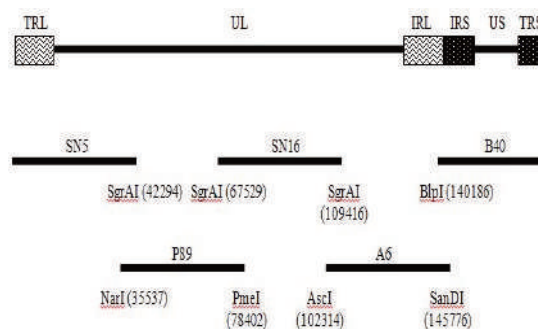 TRL UL IRL IRS US TRS
SN5 SN16 B40
SgrAI (42294) SgrAI (67529) SgrAI BlpI (140186)
(109416)
P89 A6
NarI (35537) PmeI AscI SanDI
(78402) (102314) (145776)